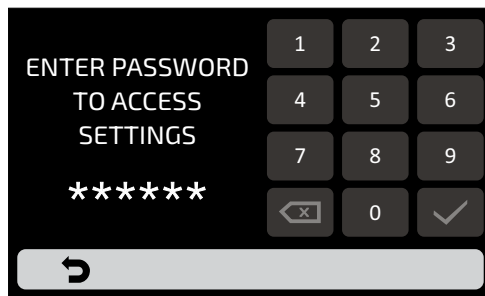 ENTER PASSWORD
TO ACCESS
SETTINGS
******
1 2 3
4 5 6
7 8 9
0